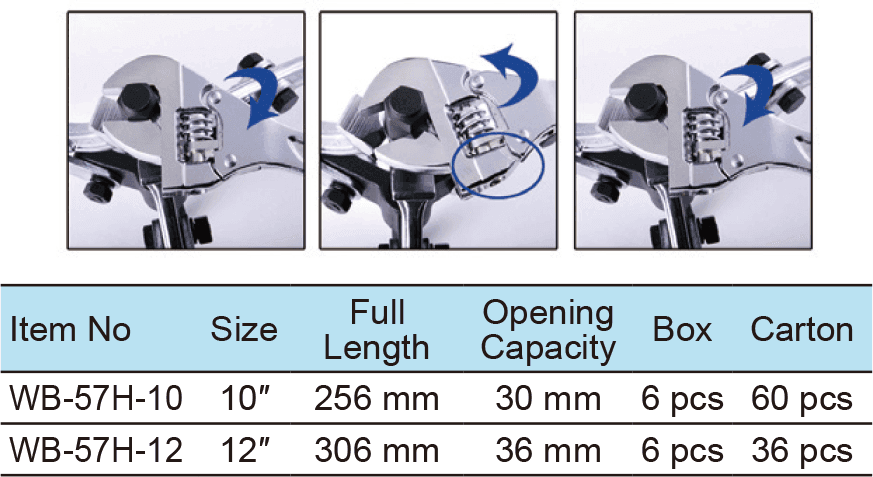 Item No Size Full Length Opening Capacity Box Carton
WB-57H-10 10″ 256 mm 30 mm 6 pcs 60 pcs
WB-57H-12 12″ 306 mm 36 mm 6 pcs 36 pcs